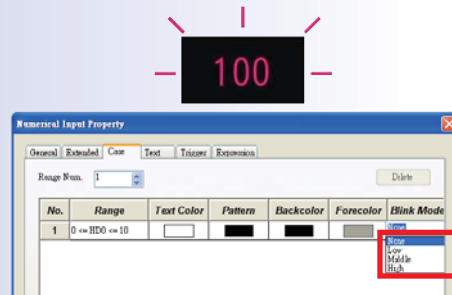 100
Numerical Input Property
General Extended Case Text Trigger Expression
Range Num. 1 Delete
No. Range Text Color Pattern Backcolor Forecolor Blink Mode
1 0 <= HD0 <= 10 None
None
Low
Middle
High